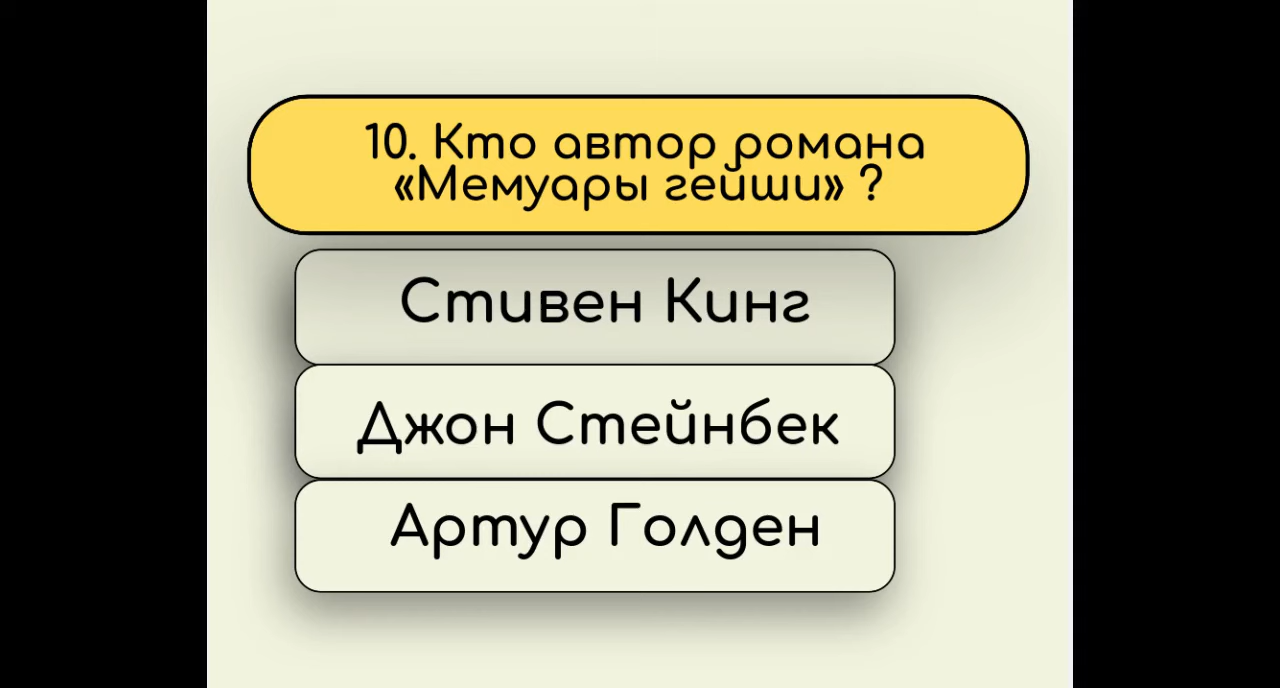 10. Кто автор романа
«Мемуары гейши» ?
Стивен Кинг
Джон Стейнбек
Артур Голден